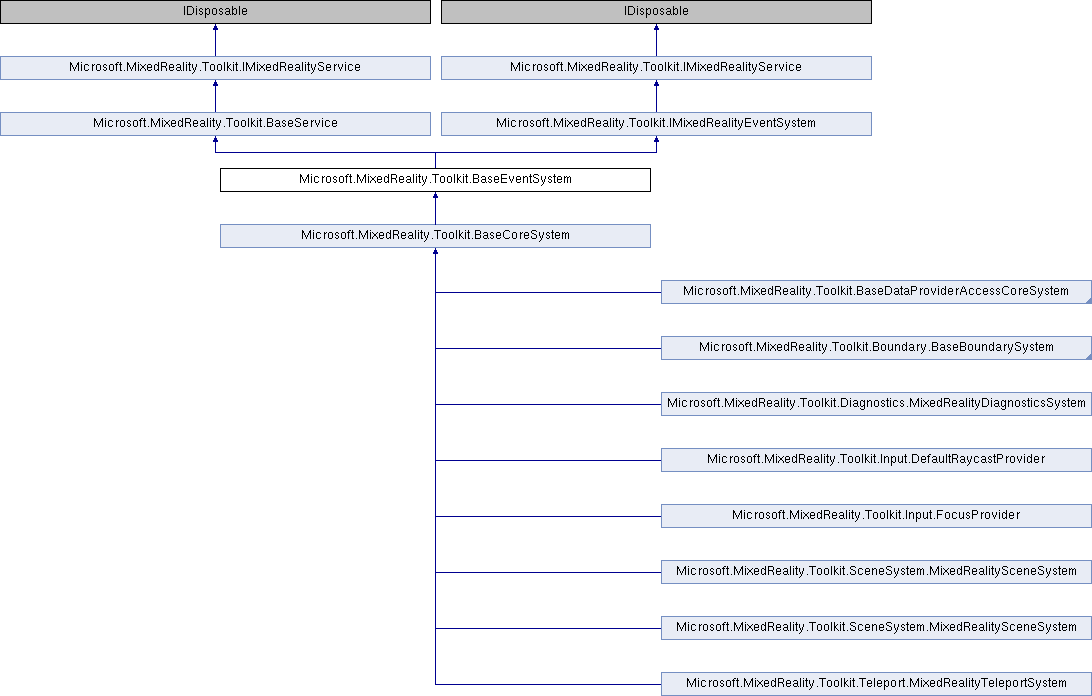 IDisposable
IDisposable
Microsoft.MixedReality.Toolkit.IMixedRealityService
Microsoft.MixedReality.Toolkit.IMixedRealityService
Microsoft.MixedReality.Toolkit.BaseService
Microsoft.MixedReality.Toolkit.IMixedRealityEventSystem
Microsoft.MixedReality.Toolkit.BaseEventSystem
Microsoft.MixedReality.Toolkit.BaseCoreSystem
Microsoft.MixedReality.Toolkit.BaseDataProviderAccessCoreSystem
Microsoft.MixedReality.Toolkit.Boundary.BaseBoundarySystem
Microsoft.MixedReality.Toolkit.Diagnostics.MixedRealityDiagnosticsSystem
Microsoft.MixedReality.Toolkit.Input.DefaultRaycastProvider
Microsoft.MixedReality.Toolkit.Input.FocusProvider
Microsoft.MixedReality.Toolkit.SceneSystem.MixedRealitySceneSystem
Microsoft.MixedReality.Toolkit.SceneSystem.MixedRealitySceneSystem
Microsoft.MixedReality.Toolkit.Teleport.MixedRealityTeleportSystem